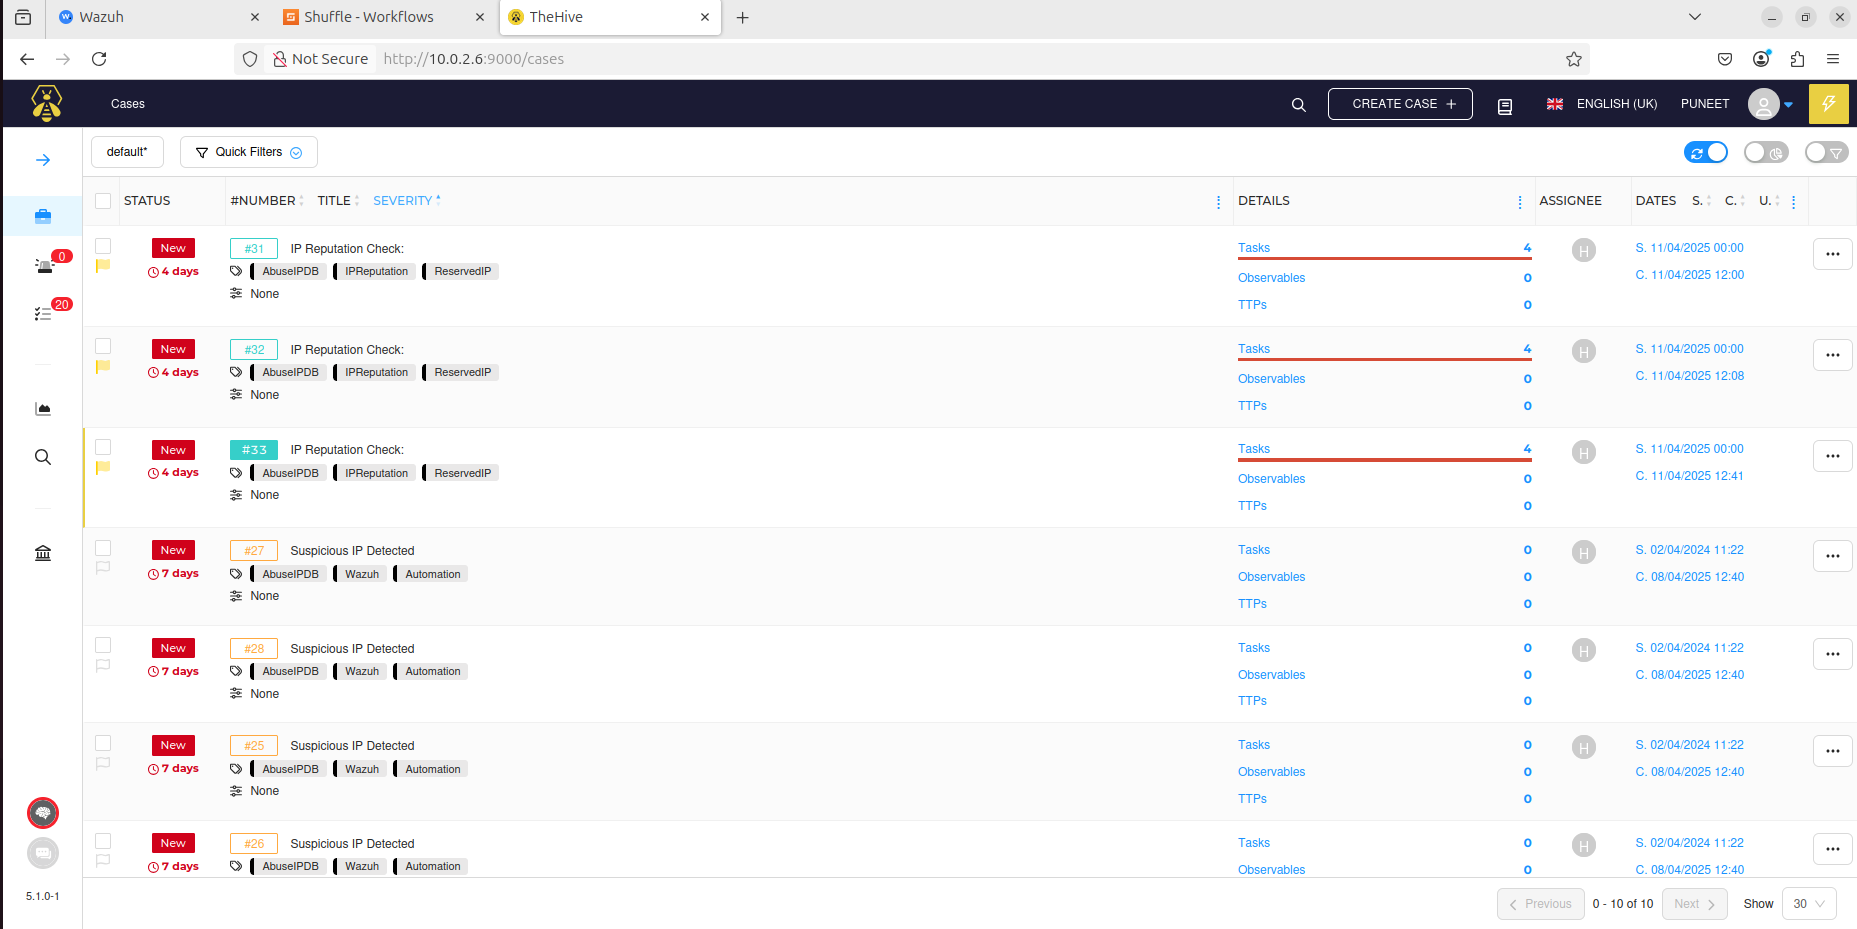 Wazuh
Shuffle - Workflows
TheHive
Not Secure http://10.0.2.6:9000/cases
Cases CREATE CASE + ENGLISH (UK) PUNEET
default* Quick Filters
STATUS #NUMBER TITLE SEVERITY DETAILS ASSIGNEE DATES S. C. U.
New #31 IP Reputation Check: Tasks 4 H S. 11/04/2025 00:00
4 days AbuseIPDB IPReputation ReservedIP Observables 0 C. 11/04/2025 12:00
None TTPs 0
New #32 IP Reputation Check: Tasks 4 H S. 11/04/2025 00:00
4 days AbuseIPDB IPReputation ReservedIP Observables 0 C. 11/04/2025 12:08
None TTPs 0
New #33 IP Reputation Check: Tasks 4 H S. 11/04/2025 00:00
4 days AbuseIPDB IPReputation ReservedIP Observables 0 C. 11/04/2025 12:41
None TTPs 0
New #27 Suspicious IP Detected Tasks 0 H S. 02/04/2024 11:22
7 days AbuseIPDB Wazuh Automation Observables 0 C. 08/04/2025 12:40
None TTPs 0
New #28 Suspicious IP Detected Tasks 0 H S. 02/04/2024 11:22
7 days AbuseIPDB Wazuh Automation Observables 0 C. 08/04/2025 12:40
None TTPs 0
New #25 Suspicious IP Detected Tasks 0 H S. 02/04/2024 11:22
7 days AbuseIPDB Wazuh Automation Observables 0 C. 08/04/2025 12:40
None TTPs 0
New #26 Suspicious IP Detected Tasks 0 H S. 02/04/2024 11:22
7 days AbuseIPDB Wazuh Automation Observables 0 C. 08/04/2025 12:40
0
20
5.1.0-1
Previous 0 - 10 of 10 Next Show 30